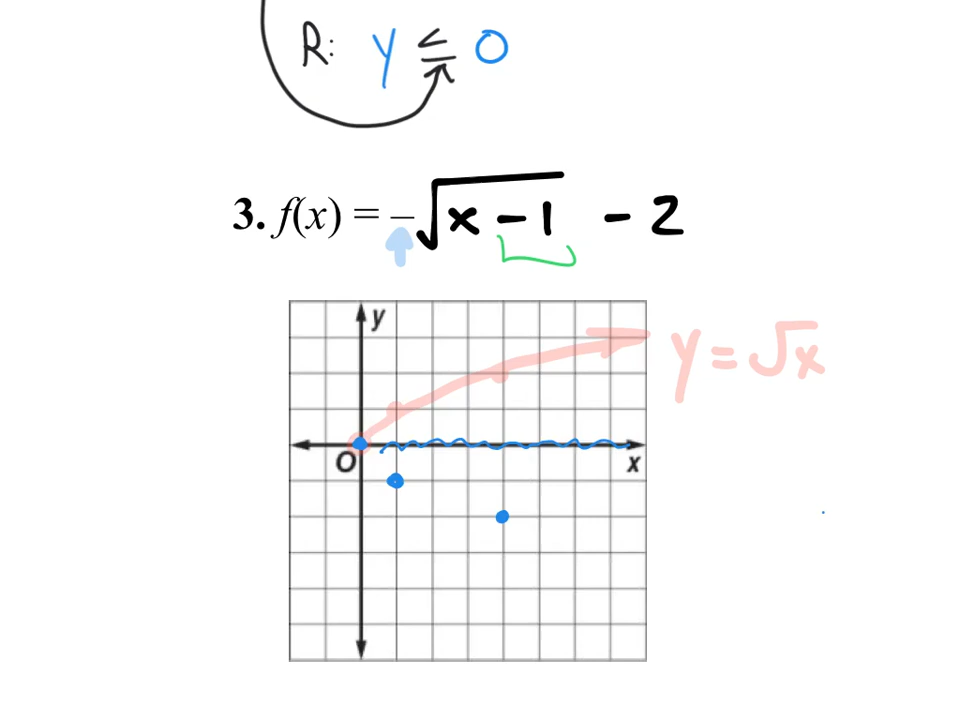 R: y ≤ 0
3. f(x) = −√x − 1 − 2
y
y = √x
O
x